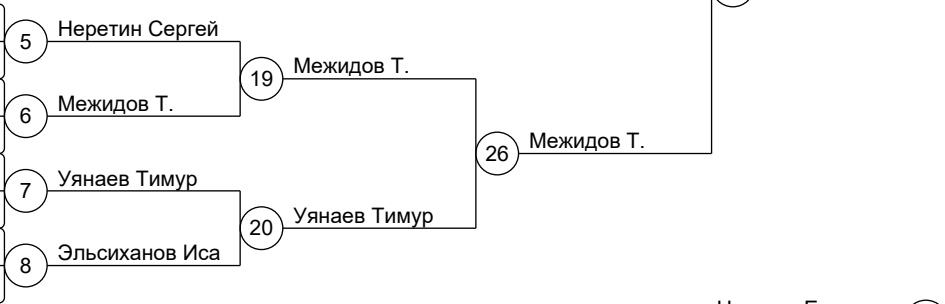 5
Неретин Сергей
19
Межидов Т.
6
Межидов Т.
26
Межидов Т.
7
Уянаев Тимур
20
Уянаев Тимур
8
Эльсиханов Иса